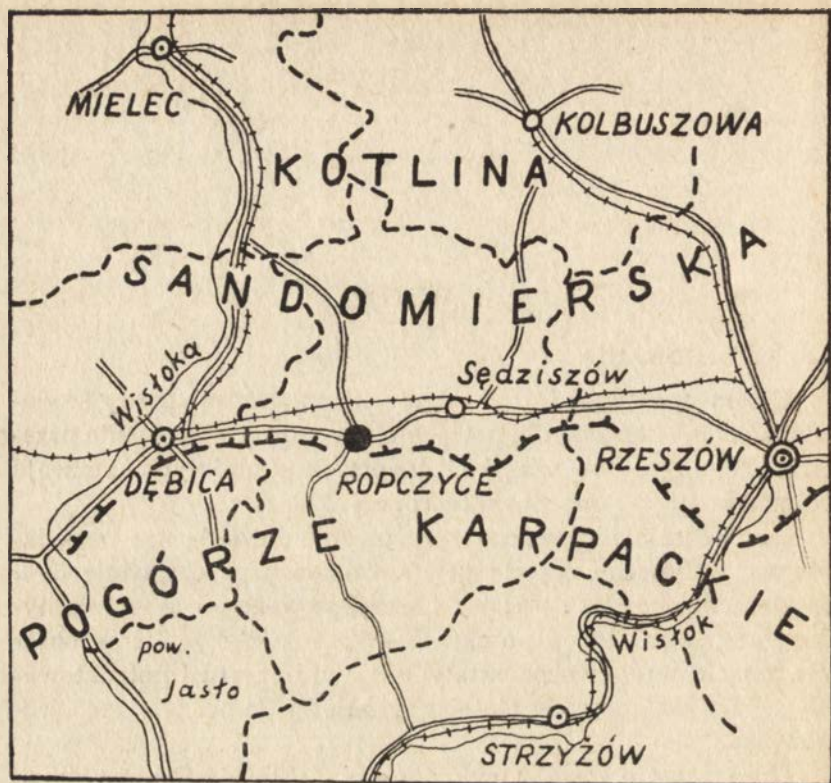 MIELEC
KOLBUSZOWA
KOTLINA
SANDOMIERSKA
Wisłoka
Sędziszów
DĘBICA
ROPCZYCE
RZESZÓW
POGÓRZE KARPACKIE
Wisłok
pow.
Jasło
STRZYŻÓW